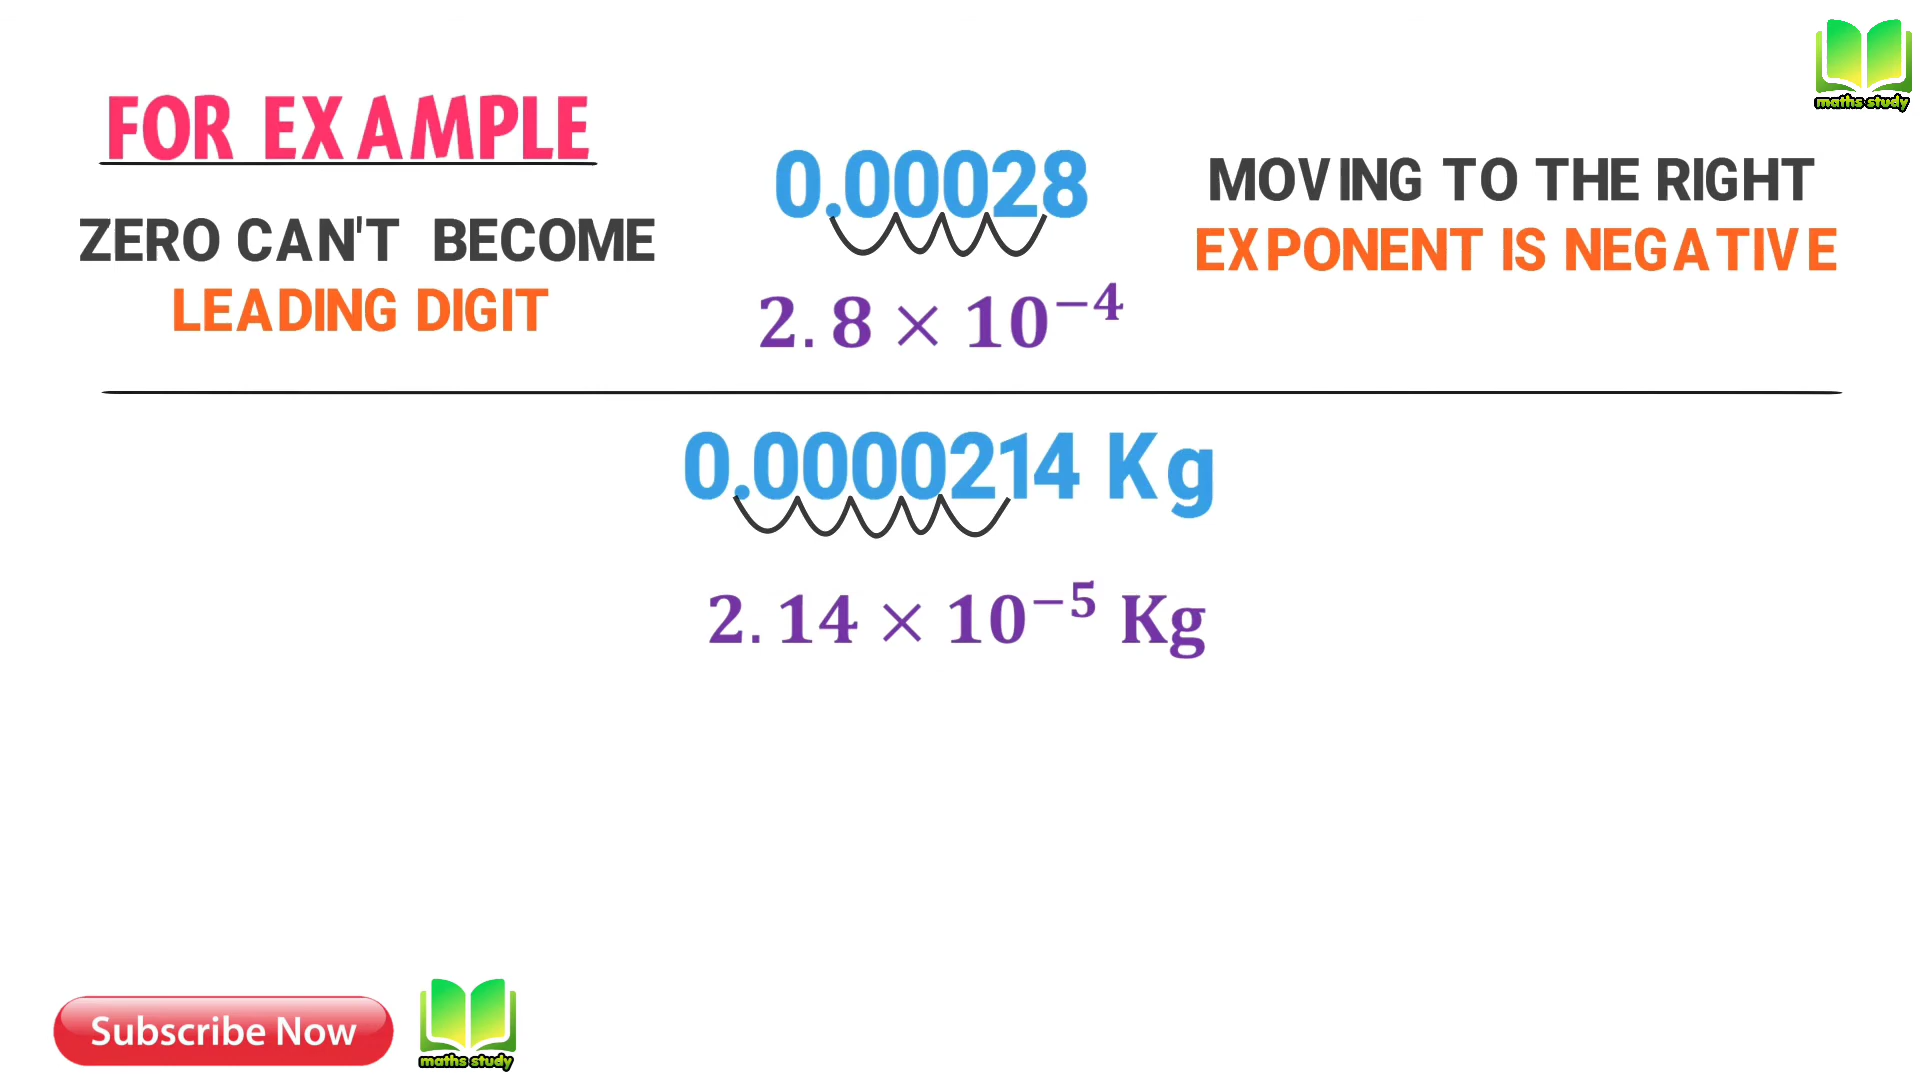 FOR EXAMPLE
ZERO CAN'T BECOME
LEADING DIGIT
0.00028
2.8 × 10⁻⁴
MOVING TO THE RIGHT
EXPONENT IS NEGATIVE
maths study
0.0000214 Kg
2.14 × 10⁻⁵ Kg
Subscribe Now
maths study